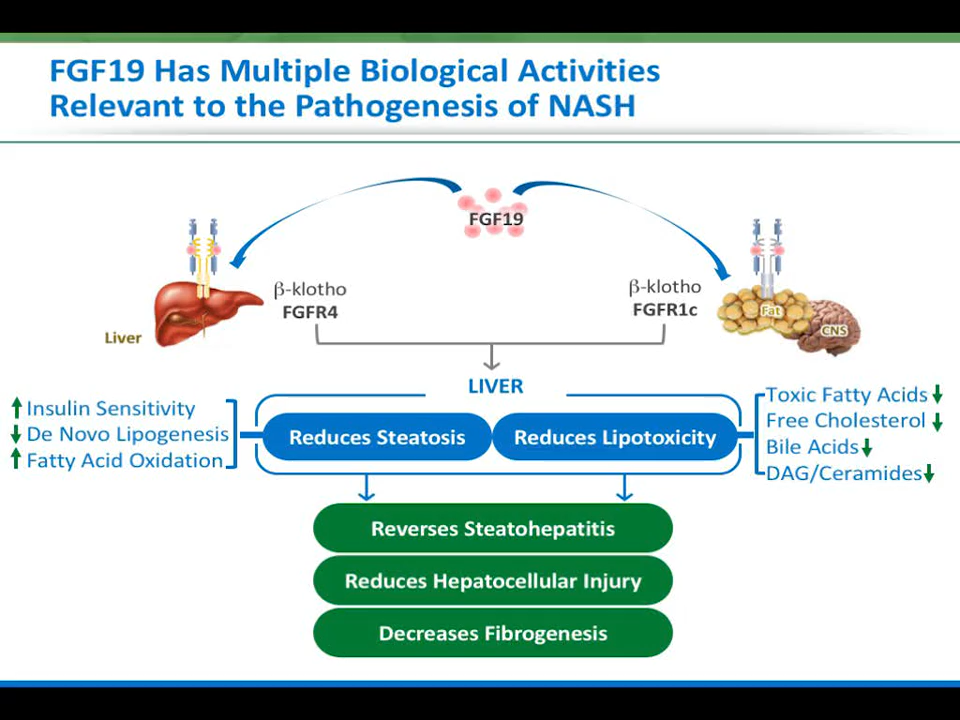 FGF19 Has Multiple Biological Activities
Relevant to the Pathogenesis of NASH
FGF19
β-klotho
FGFR4
β-klotho
FGFR1c
Liver
Fat
CNS
LIVER
Insulin Sensitivity
De Novo Lipogenesis
Fatty Acid Oxidation
Reduces Steatosis
Reduces Lipotoxicity
Toxic Fatty Acids
Free Cholesterol
Bile Acids
DAG/Ceramides
Reverses Steatohepatitis
Reduces Hepatocellular Injury
Decreases Fibrogenesis